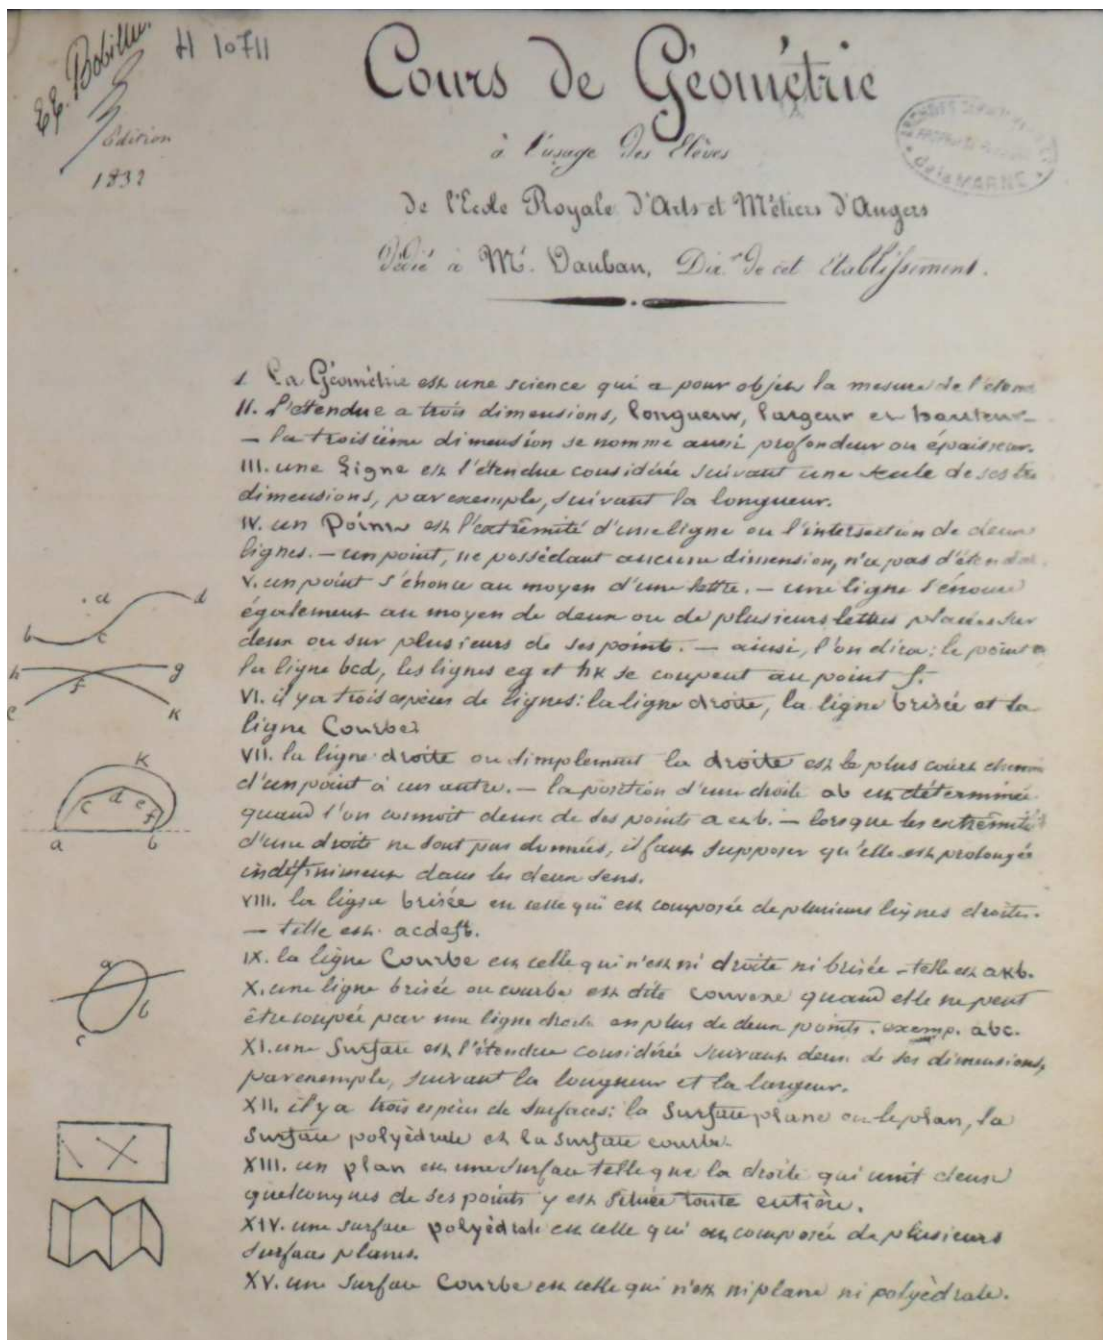 EE. Bobillier
Edition
1832
H 10711
Cours de Géométrie
à l'usage des Elèves
de l'Ecole Royale d'Arts et Métiers d'Angers
dédié à Mr. Dauban, Dir.r de cet établissement.
de la MARNE
I. La Géométrie est une science qui a pour objet la mesure de l'étend
II. L'étendue a trois dimensions, longueur, largeur et hauteur.
— la troisième dimension se nomme aussi profondeur ou épaisseur.
III. une Ligne est l'étendue considérée suivant une seule de ses tr
dimensions, par exemple, suivant la longueur.
IV. un Point est l'extrêmité d'une ligne ou l'intersection de deux
lignes. — un point, ne possédant aucune dimension, n'a pas d'étendue.
V. un point s'énonce au moyen d'une lettre. — une ligne s'énonce
également au moyen de deux ou de plusieurs lettres placées sur
deux ou sur plusieurs de ses points. — ainsi, l'on dira: le point a
la ligne bcd, les lignes eg et hk se coupent au point f.
VI. il y a trois espèces de lignes: la ligne droite, la ligne brisée et la
ligne Courbe.
VII. la ligne droite ou simplement la droite est le plus court chemin
d'un point à un autre. — la position d'une droite ab est déterminée
quand l'on connoit deux de ses points a et b. — lorsque les extrêmités
d'une droite ne sont pas données, il faut supposer qu'elle est prolongée
indéfiniment dans les deux sens.
VIII. la ligne brisée est celle qui est composée de plusieurs lignes droites.
— telle est acdefb.
IX. la ligne Courbe est celle qui n'est ni droite ni brisée — telle est akb.
X. une ligne brisée ou courbe est dite convexe quand elle ne peut
être coupée par une ligne droite en plus de deux points. exemp. abc.
XI. une Surface est l'étendue considérée suivant deux de ses dimensions,
par exemple, suivant la longueur et la largeur.
XII. il y a trois espèces de surfaces: la Surface plane ou le plan, la
Surface polyèdrale et la surface courbe.
XIII. un plan est une surface telle que la droite qui unit deux
quelconques de ses points y est située toute entière.
XIV. une surface polyèdrale est celle qui est composée de plusieurs
surfaces planes.
XV. une Surface Courbe est celle qui n'est ni plane ni polyèdrale.
a
b c d
h f g
e k
k
c d e f
a b
a
b
c